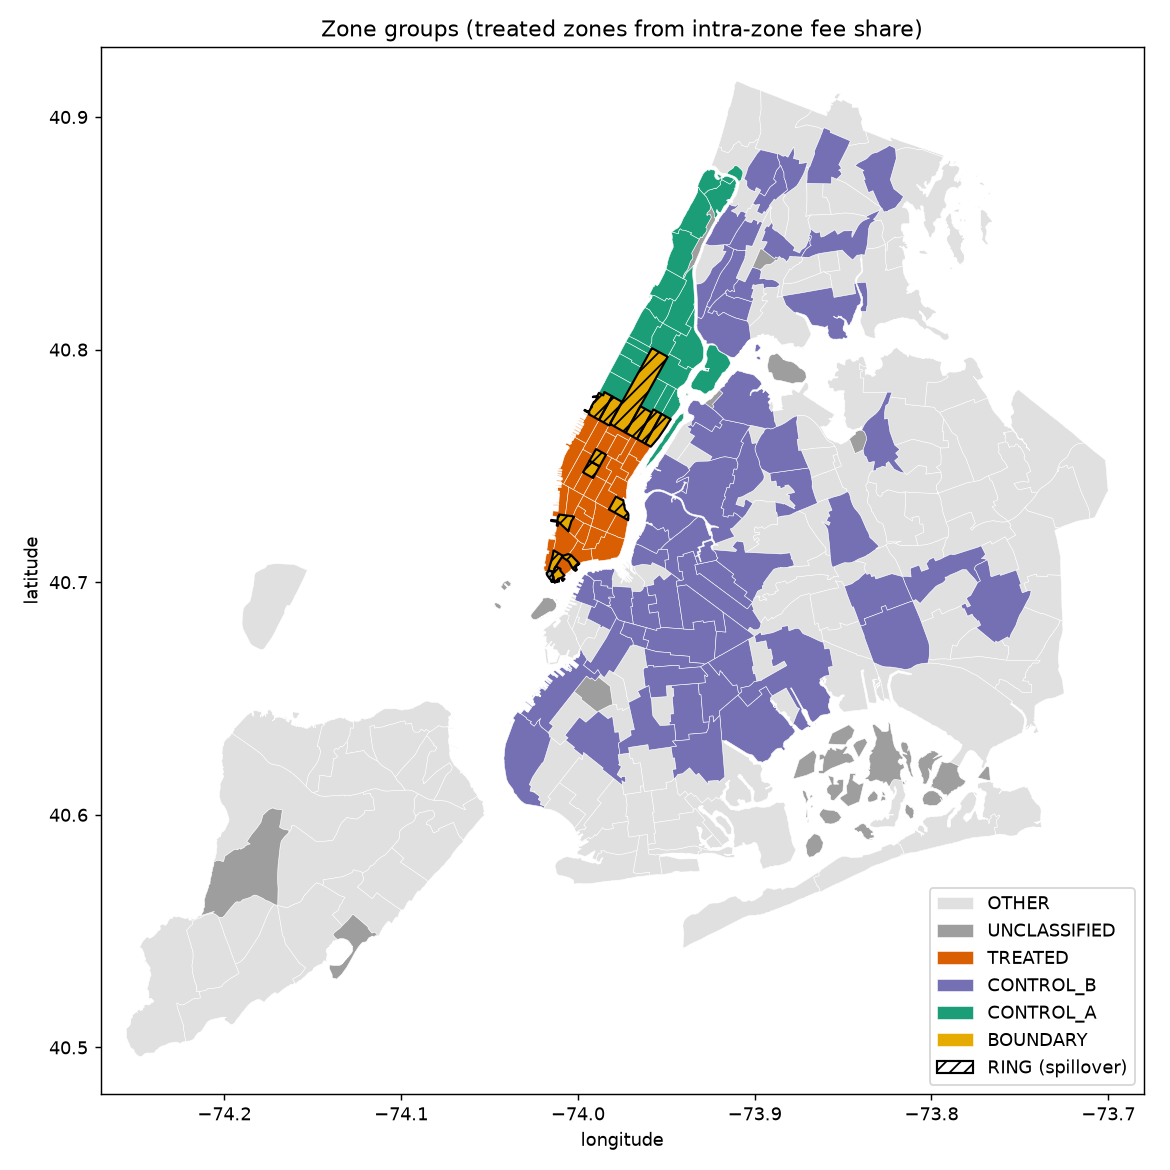 Zone groups (treated zones from intra-zone fee share)
40.9
40.8
40.7
40.6
40.5
latitude
−74.2
−74.1
−74.0
−73.9
−73.8
−73.7
longitude
OTHER
UNCLASSIFIED
TREATED
CONTROL_B
CONTROL_A
BOUNDARY
RING (spillover)